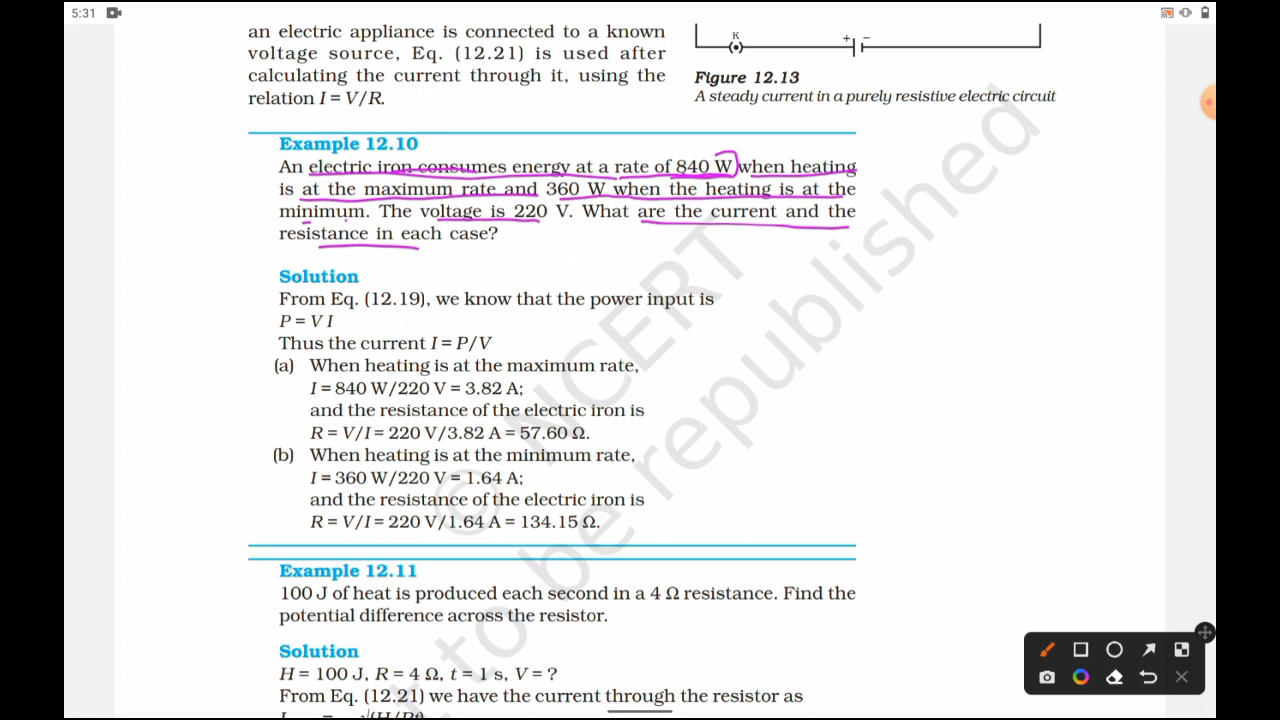 5:31
an electric appliance is connected to a known
voltage source, Eq. (12.21) is used after
calculating the current through it, using the
relation I = V/R.
K
+ −
Figure 12.13
A steady current in a purely resistive electric circuit
Example 12.10
An electric iron consumes energy at a rate of 840 W when heating
is at the maximum rate and 360 W when the heating is at the
minimum. The voltage is 220 V. What are the current and the
resistance in each case?
Solution
From Eq. (12.19), we know that the power input is
P = V I
Thus the current I = P/V
(a) When heating is at the maximum rate,
I = 840 W/220 V = 3.82 A;
and the resistance of the electric iron is
R = V/I = 220 V/3.82 A = 57.60 Ω.
(b) When heating is at the minimum rate,
I = 360 W/220 V = 1.64 A;
and the resistance of the electric iron is
R = V/I = 220 V/1.64 A = 134.15 Ω.
Example 12.11
100 J of heat is produced each second in a 4 Ω resistance. Find the
potential difference across the resistor.
Solution
H = 100 J, R = 4 Ω, t = 1 s, V = ?
From Eq. (12.21) we have the current through the resistor as
© NCERT
to be republished